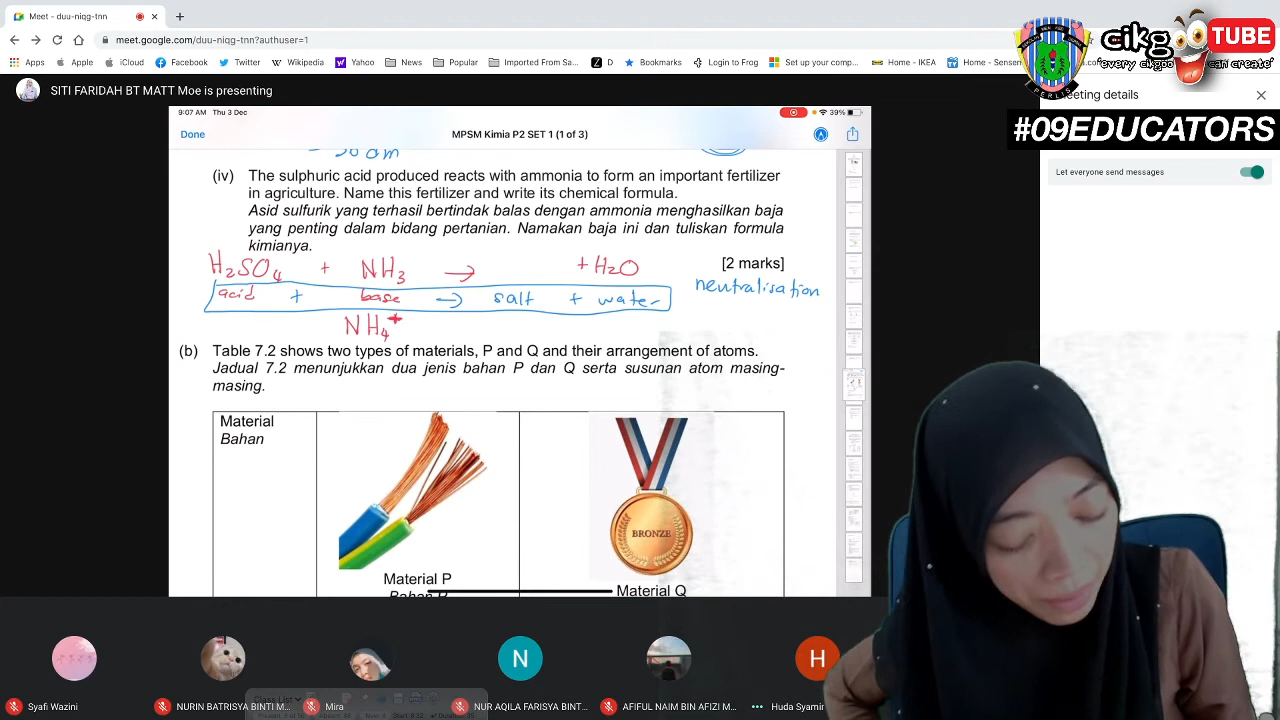 Meet - duu-niqg-tnn
meet.google.com/duu-niqg-tnn?authuser=1
Apps Apple iCloud Facebook Twitter Wikipedia Yahoo News Popular Imported From Sa... D Bookmarks Login to Frog Set up your comp... Home - IKEA Home - Sensen
cikg TUBE
'every cikgoo can create'
PERLIS
#09EDUCATORS
SITI FARIDAH BT MATT Moe is presenting
eeting details
Let everyone send messages
9:07 AM Thu 3 Dec
39%
Done
MPSM Kimia P2 SET 1 (1 of 3)
(iv) The sulphuric acid produced reacts with ammonia to form an important fertilizer
in agriculture. Name this fertilizer and write its chemical formula.
Asid sulfurik yang terhasil bertindak balas dengan ammonia menghasilkan baja
yang penting dalam bidang pertanian. Namakan baja ini dan tuliskan formula
kimianya.
[2 marks]
H₂SO₄ + NH₃ → + H₂O
acid + base → salt + water
neutralisation
NH₄⁺
(b) Table 7.2 shows two types of materials, P and Q and their arrangement of atoms.
Jadual 7.2 menunjukkan dua jenis bahan P dan Q serta susunan atom masing-
masing.
Material
Bahan
BRONZE
Material P
Material Q
N
H
Syafi Wazini
NURIN BATRISYA BINTI M...
Mira
NUR AQILA FARISYA BINT...
AFIFUL NAIM BIN AFIZI M...
Huda Syamir
Class List